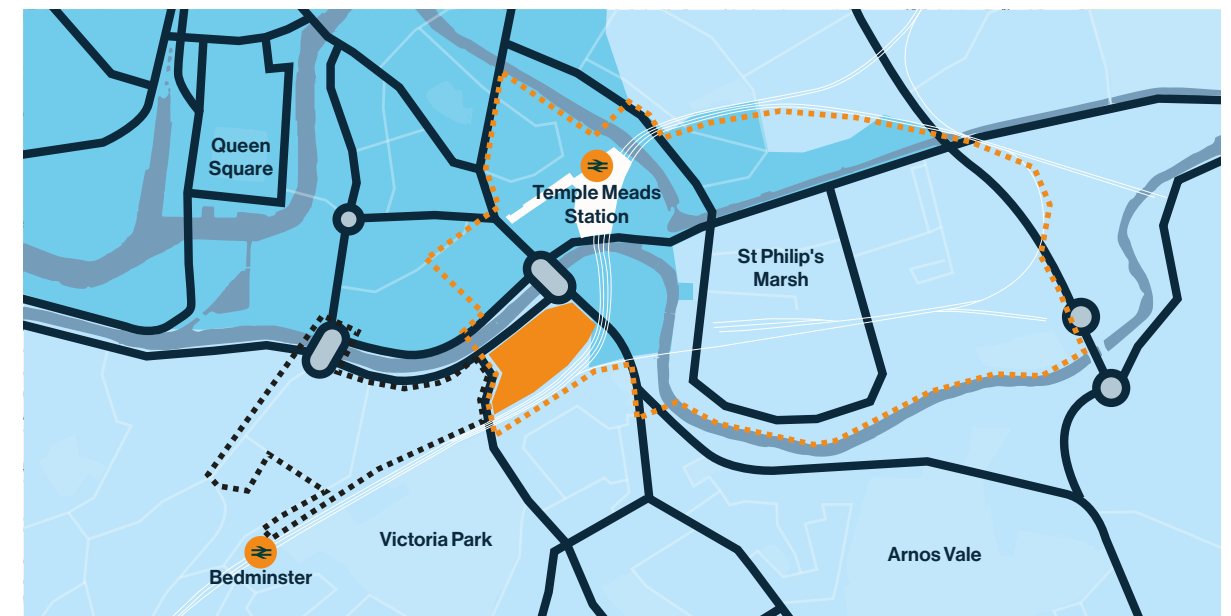 Queen
Square
Temple Meads
Station
St Philip's
Marsh
Victoria Park
Arnos Vale
Bedminster